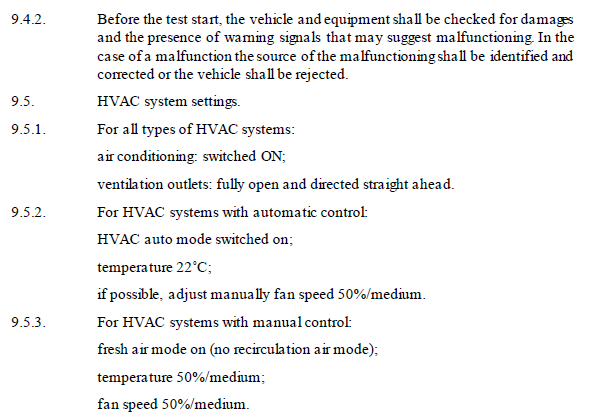 9.4.2. Before the test start, the vehicle and equipment shall be checked for damages
and the presence of warning signals that may suggest malfunctioning. In the
case of a malfunction the source of the malfunctioning shall be identified and
corrected or the vehicle shall be rejected.
9.5. HVAC system settings.
9.5.1. For all types of HVAC systems:
air conditioning: switched ON;
ventilation outlets: fully open and directed straight ahead.
9.5.2. For HVAC systems with automatic control:
HVAC auto mode switched on;
temperature 22°C;
if possible, adjust manually fan speed 50%/medium.
9.5.3. For HVAC systems with manual control:
fresh air mode on (no recirculation air mode);
temperature 50%/medium;
fan speed 50%/medium.